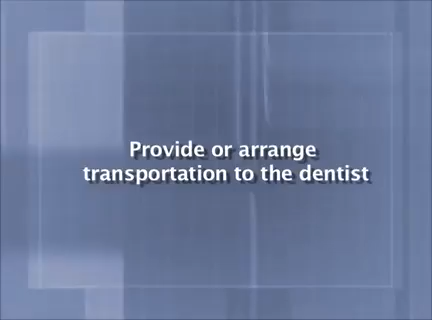 Provide or arrange
transportation to the dentist